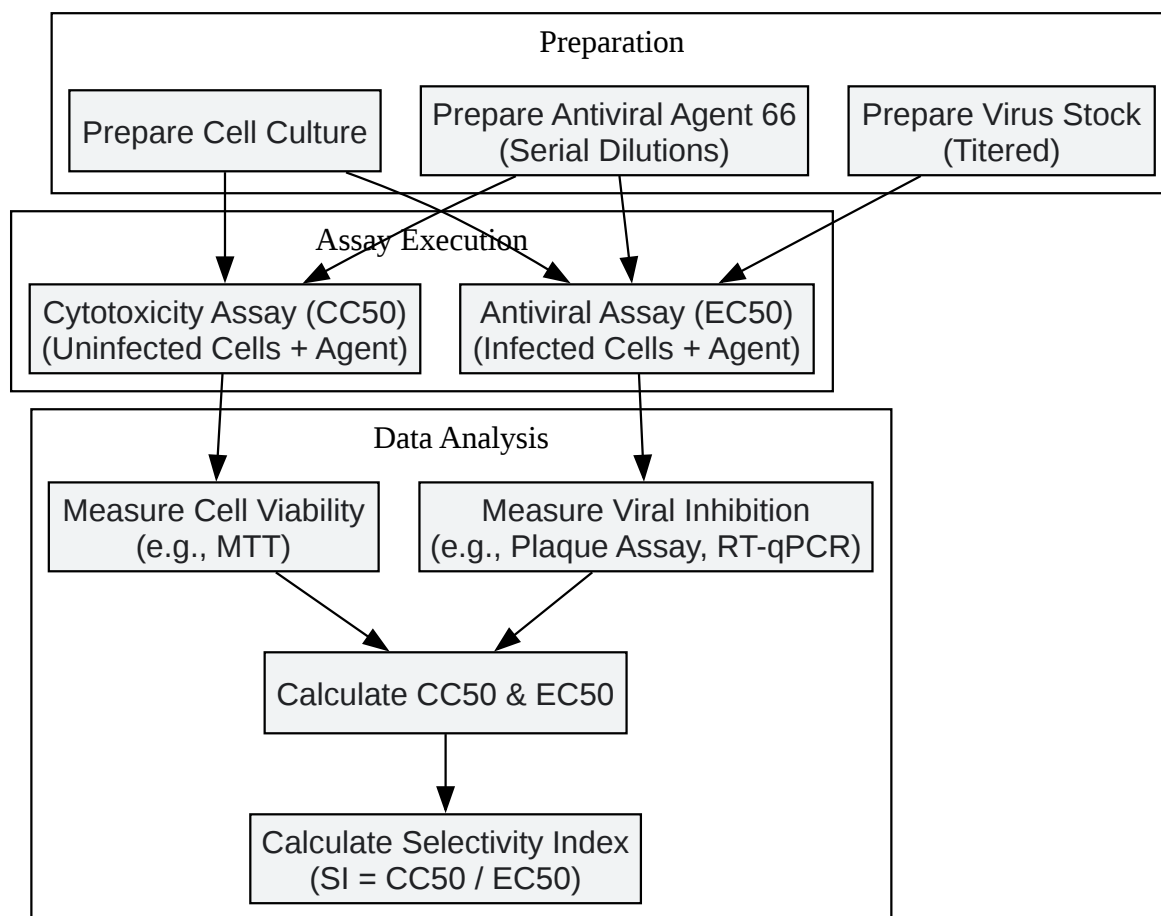 Preparation
Prepare Cell Culture
Prepare Antiviral Agent 66
(Serial Dilutions)
Prepare Virus Stock
(Titered)
Assay Execution
Cytotoxicity Assay (CC50)
(Uninfected Cells + Agent)
Antiviral Assay (EC50)
(Infected Cells + Agent)
Data Analysis
Measure Cell Viability
(e.g., MTT)
Measure Viral Inhibition
(e.g., Plaque Assay, RT-qPCR)
Calculate CC50 & EC50
Calculate Selectivity Index
(SI = CC50 / EC50)